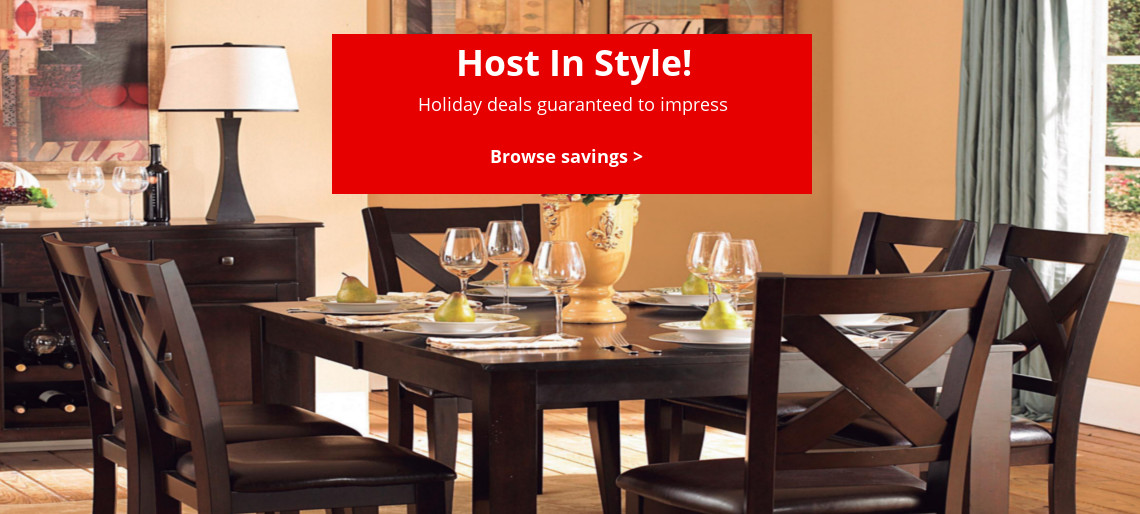 Host In Style!
Holiday deals guaranteed to impress
Browse savings >